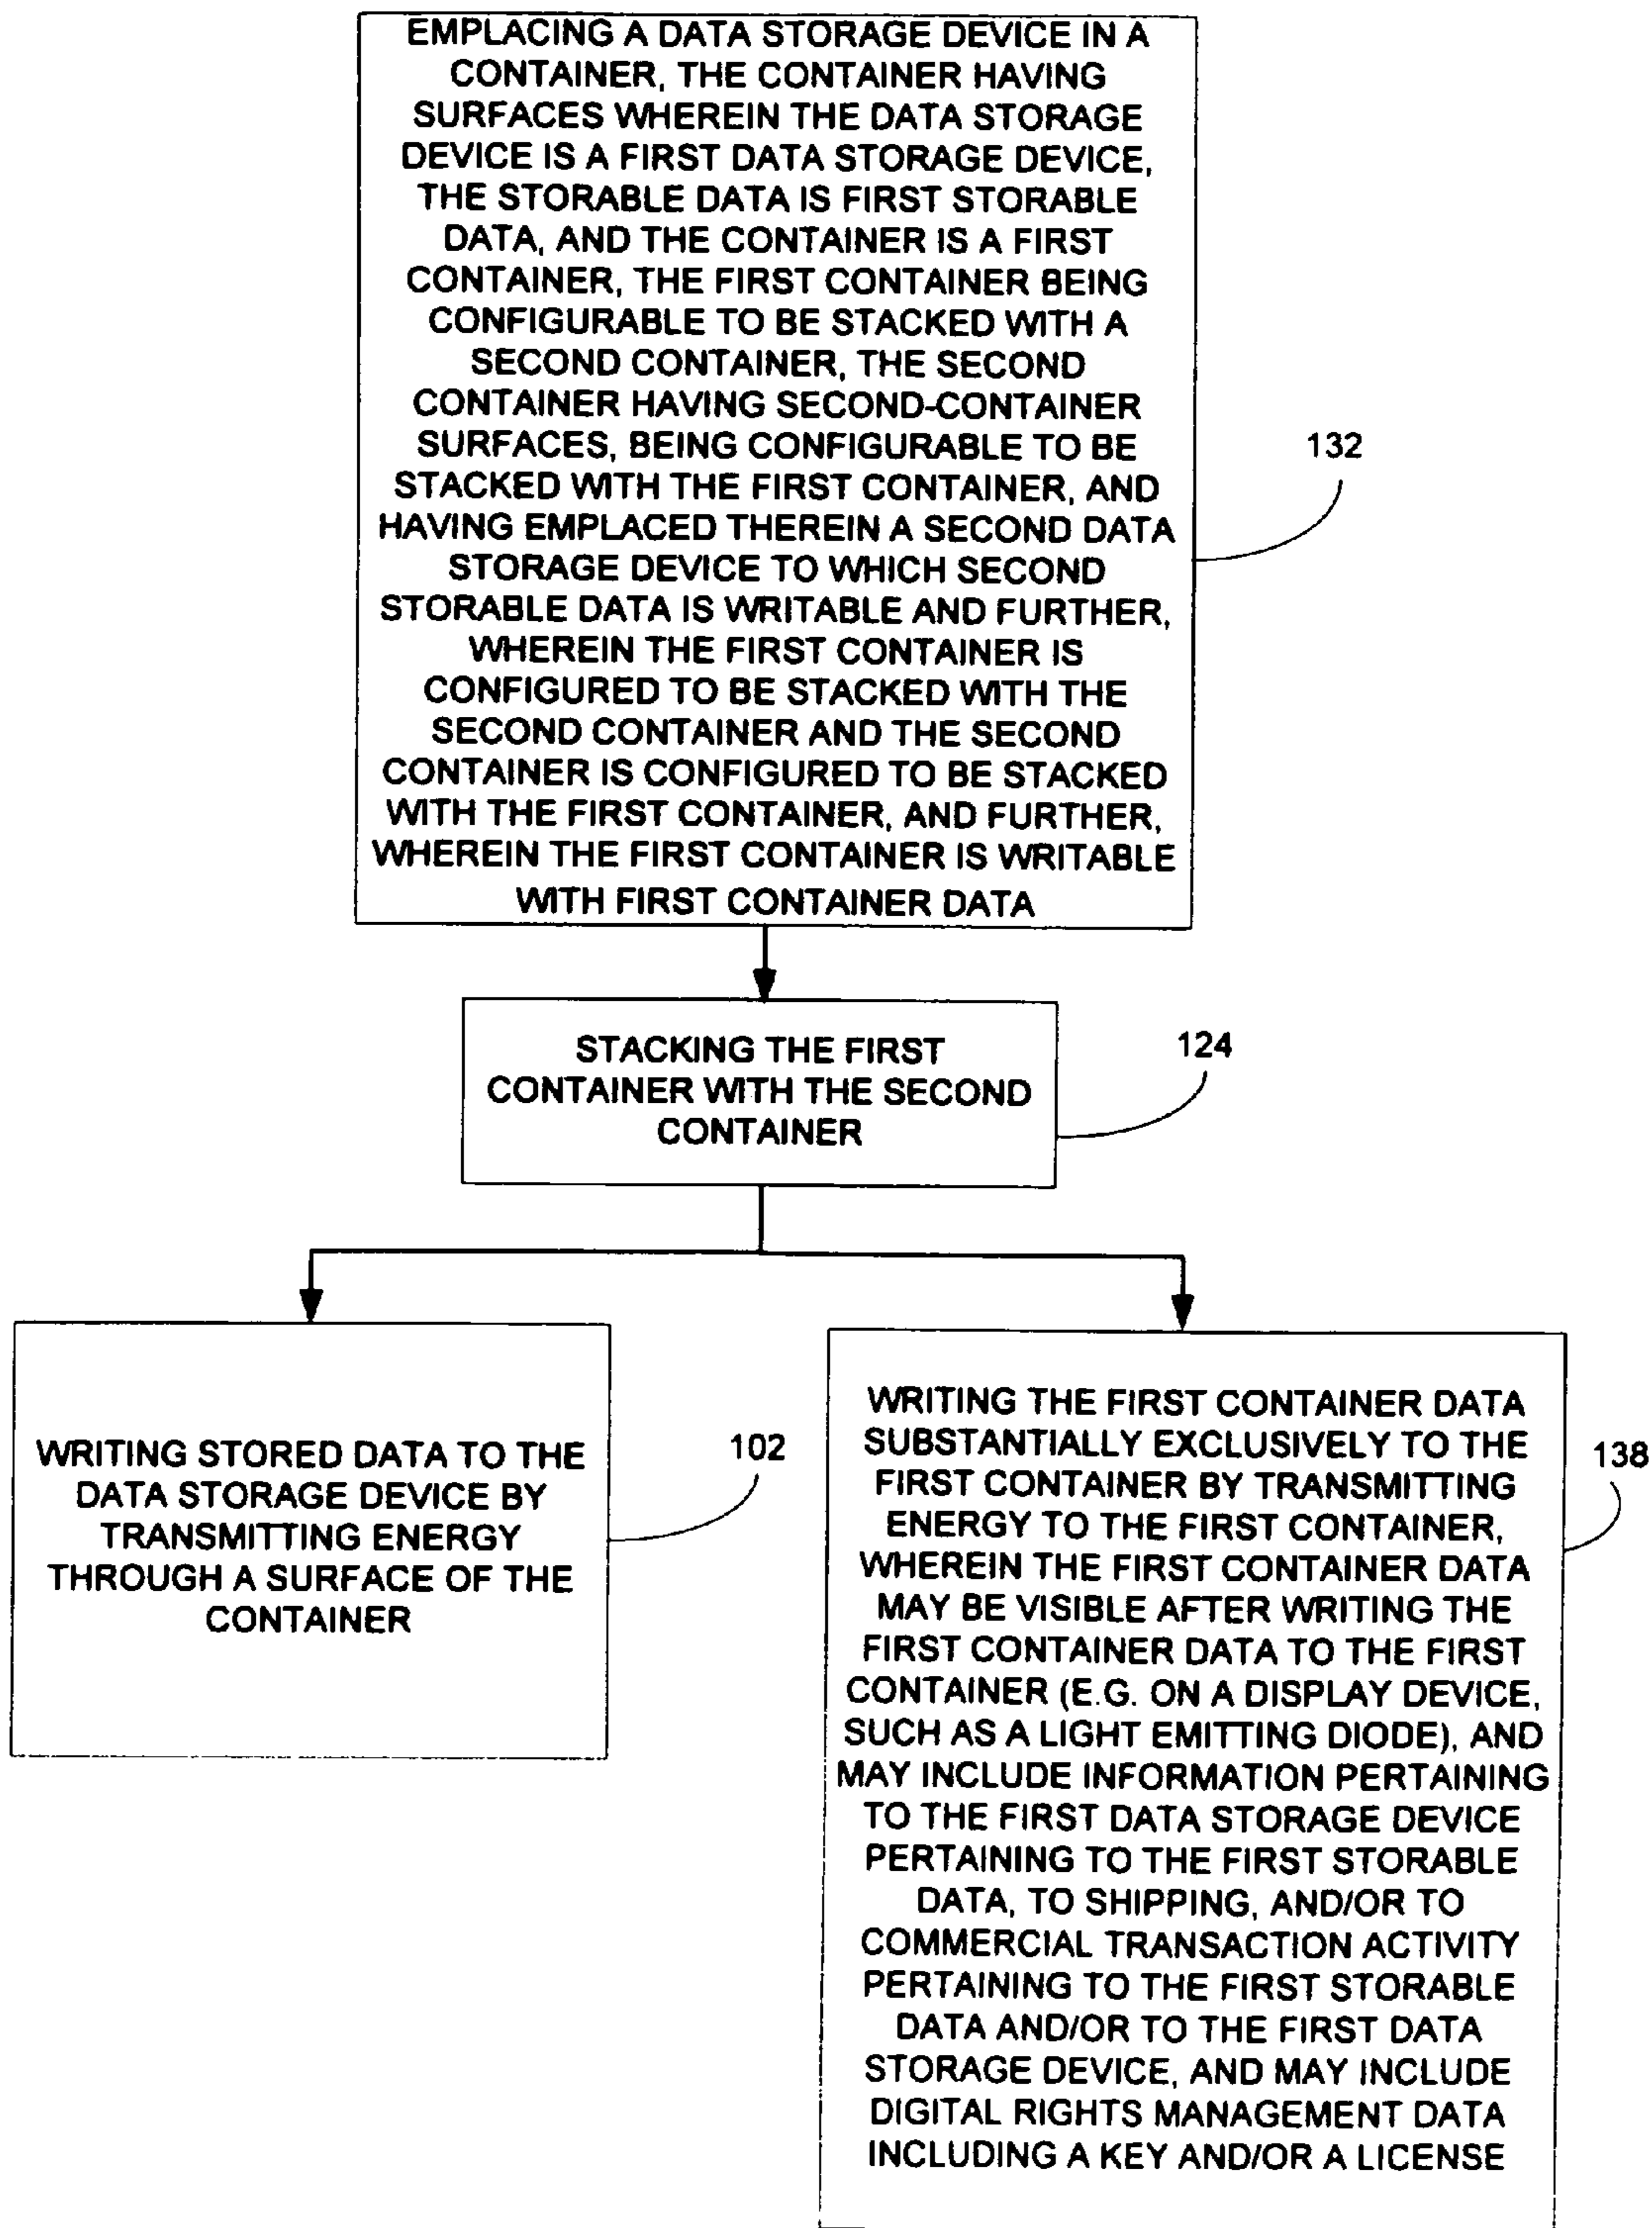 EMPLACING A DATA STORAGE DEVICE IN A
CONTAINER, THE CONTAINER HAVING
SURFACES WHEREIN THE DATA STORAGE
DEVICE IS A FIRST DATA STORAGE DEVICE,
THE STORABLE DATA IS FIRST STORABLE
DATA, AND THE CONTAINER IS A FIRST
CONTAINER, THE FIRST CONTAINER BEING
CONFIGURABLE TO BE STACKED WITH A
SECOND CONTAINER, THE SECOND
CONTAINER HAVING SECOND-CONTAINER
SURFACES, BEING CONFIGURABLE TO BE
STACKED WITH THE FIRST CONTAINER, AND
HAVING EMPLACED THEREIN A SECOND DATA
STORAGE DEVICE TO WHICH SECOND
STORABLE DATA IS WRITABLE AND FURTHER,
WHEREIN THE FIRST CONTAINER IS
CONFIGURED TO BE STACKED WITH THE
SECOND CONTAINER AND THE SECOND
CONTAINER IS CONFIGURED TO BE STACKED
WITH THE FIRST CONTAINER, AND FURTHER,
WHEREIN THE FIRST CONTAINER IS WRITABLE
WITH FIRST CONTAINER DATA
132
STACKING THE FIRST
CONTAINER WITH THE SECOND
CONTAINER
124
WRITING STORED DATA TO THE
DATA STORAGE DEVICE BY
TRANSMITTING ENERGY
THROUGH A SURFACE OF THE
CONTAINER
102
WRITING THE FIRST CONTAINER DATA
SUBSTANTIALLY EXCLUSIVELY TO THE
FIRST CONTAINER BY TRANSMITTING
ENERGY TO THE FIRST CONTAINER,
WHEREIN THE FIRST CONTAINER DATA
MAY BE VISIBLE AFTER WRITING THE
FIRST CONTAINER DATA TO THE FIRST
CONTAINER (E.G. ON A DISPLAY DEVICE,
SUCH AS A LIGHT EMITTING DIODE), AND
MAY INCLUDE INFORMATION PERTAINING
TO THE FIRST DATA STORAGE DEVICE
PERTAINING TO THE FIRST STORABLE
DATA, TO SHIPPING, AND/OR TO
COMMERCIAL TRANSACTION ACTIVITY
PERTAINING TO THE FIRST STORABLE
DATA AND/OR TO THE FIRST DATA
STORAGE DEVICE, AND MAY INCLUDE
DIGITAL RIGHTS MANAGEMENT DATA
INCLUDING A KEY AND/OR A LICENSE
138